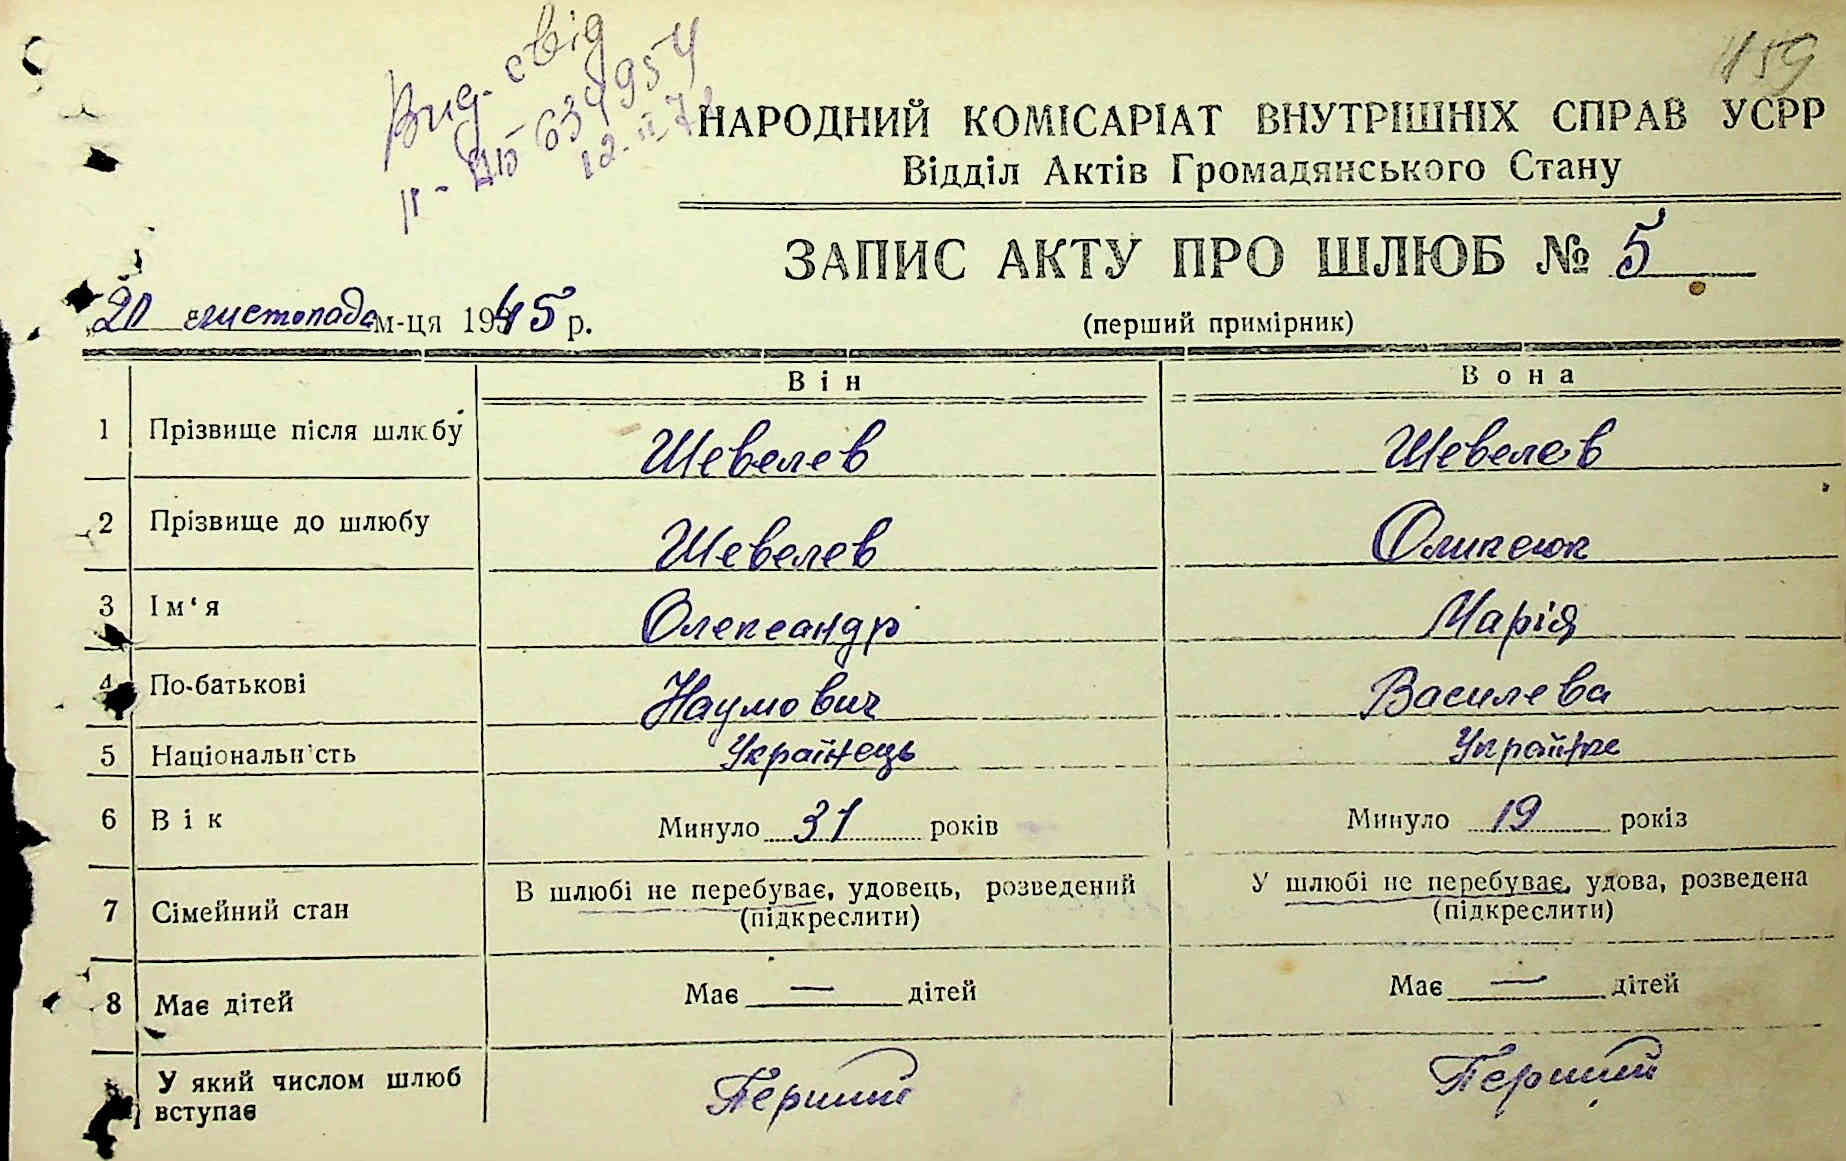 159
Вид. свід
II-ЦЮ 634954
12.II.7
НАРОДНИЙ КОМІСАРІАТ ВНУТРІШНІХ СПРАВ УСРР
Відділ Актів Громадянського Стану
ЗАПИС АКТУ ПРО ШЛЮБ № 5
„20 листопада м-ця 1945 р.
(перший примірник)
Він Вона
1 Прізвище після шлюбу Шевелев Шевелев
2 Прізвище до шлюбу Шевелев
3 Ім‘я Олександр Марія
4 По-батькові Наумович Василева
5 Національність Українець Українка
6 Вік Минуло 31 років Минуло 19 років
7 Сімейний стан В шлюбі не перебуває, удовець, розведений У шлюбі не перебуває, удова, розведена
(підкреслити) (підкреслити)
8 Має дітей Має — дітей Має — дітей
У який числом шлюб Перший Перший
вступає